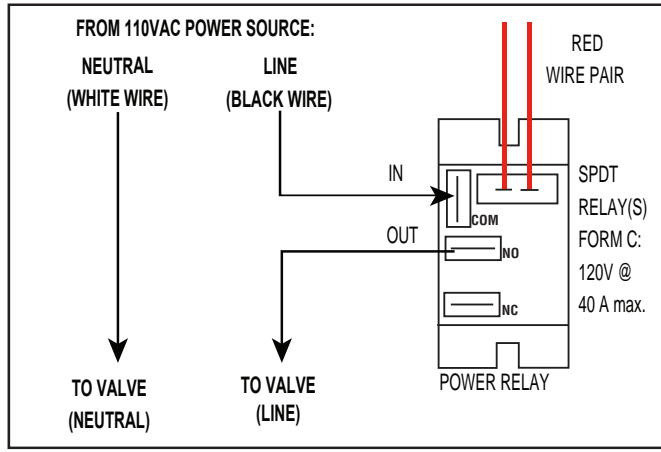 FROM 110VAC POWER SOURCE:
NEUTRAL
(WHITE WIRE)
LINE
(BLACK WIRE)
RED
WIRE PAIR
IN
COM
OUT
NO
NC
SPDT
RELAY(S)
FORM C:
120V @
40 A max.
POWER RELAY
TO VALVE
(NEUTRAL)
TO VALVE
(LINE)